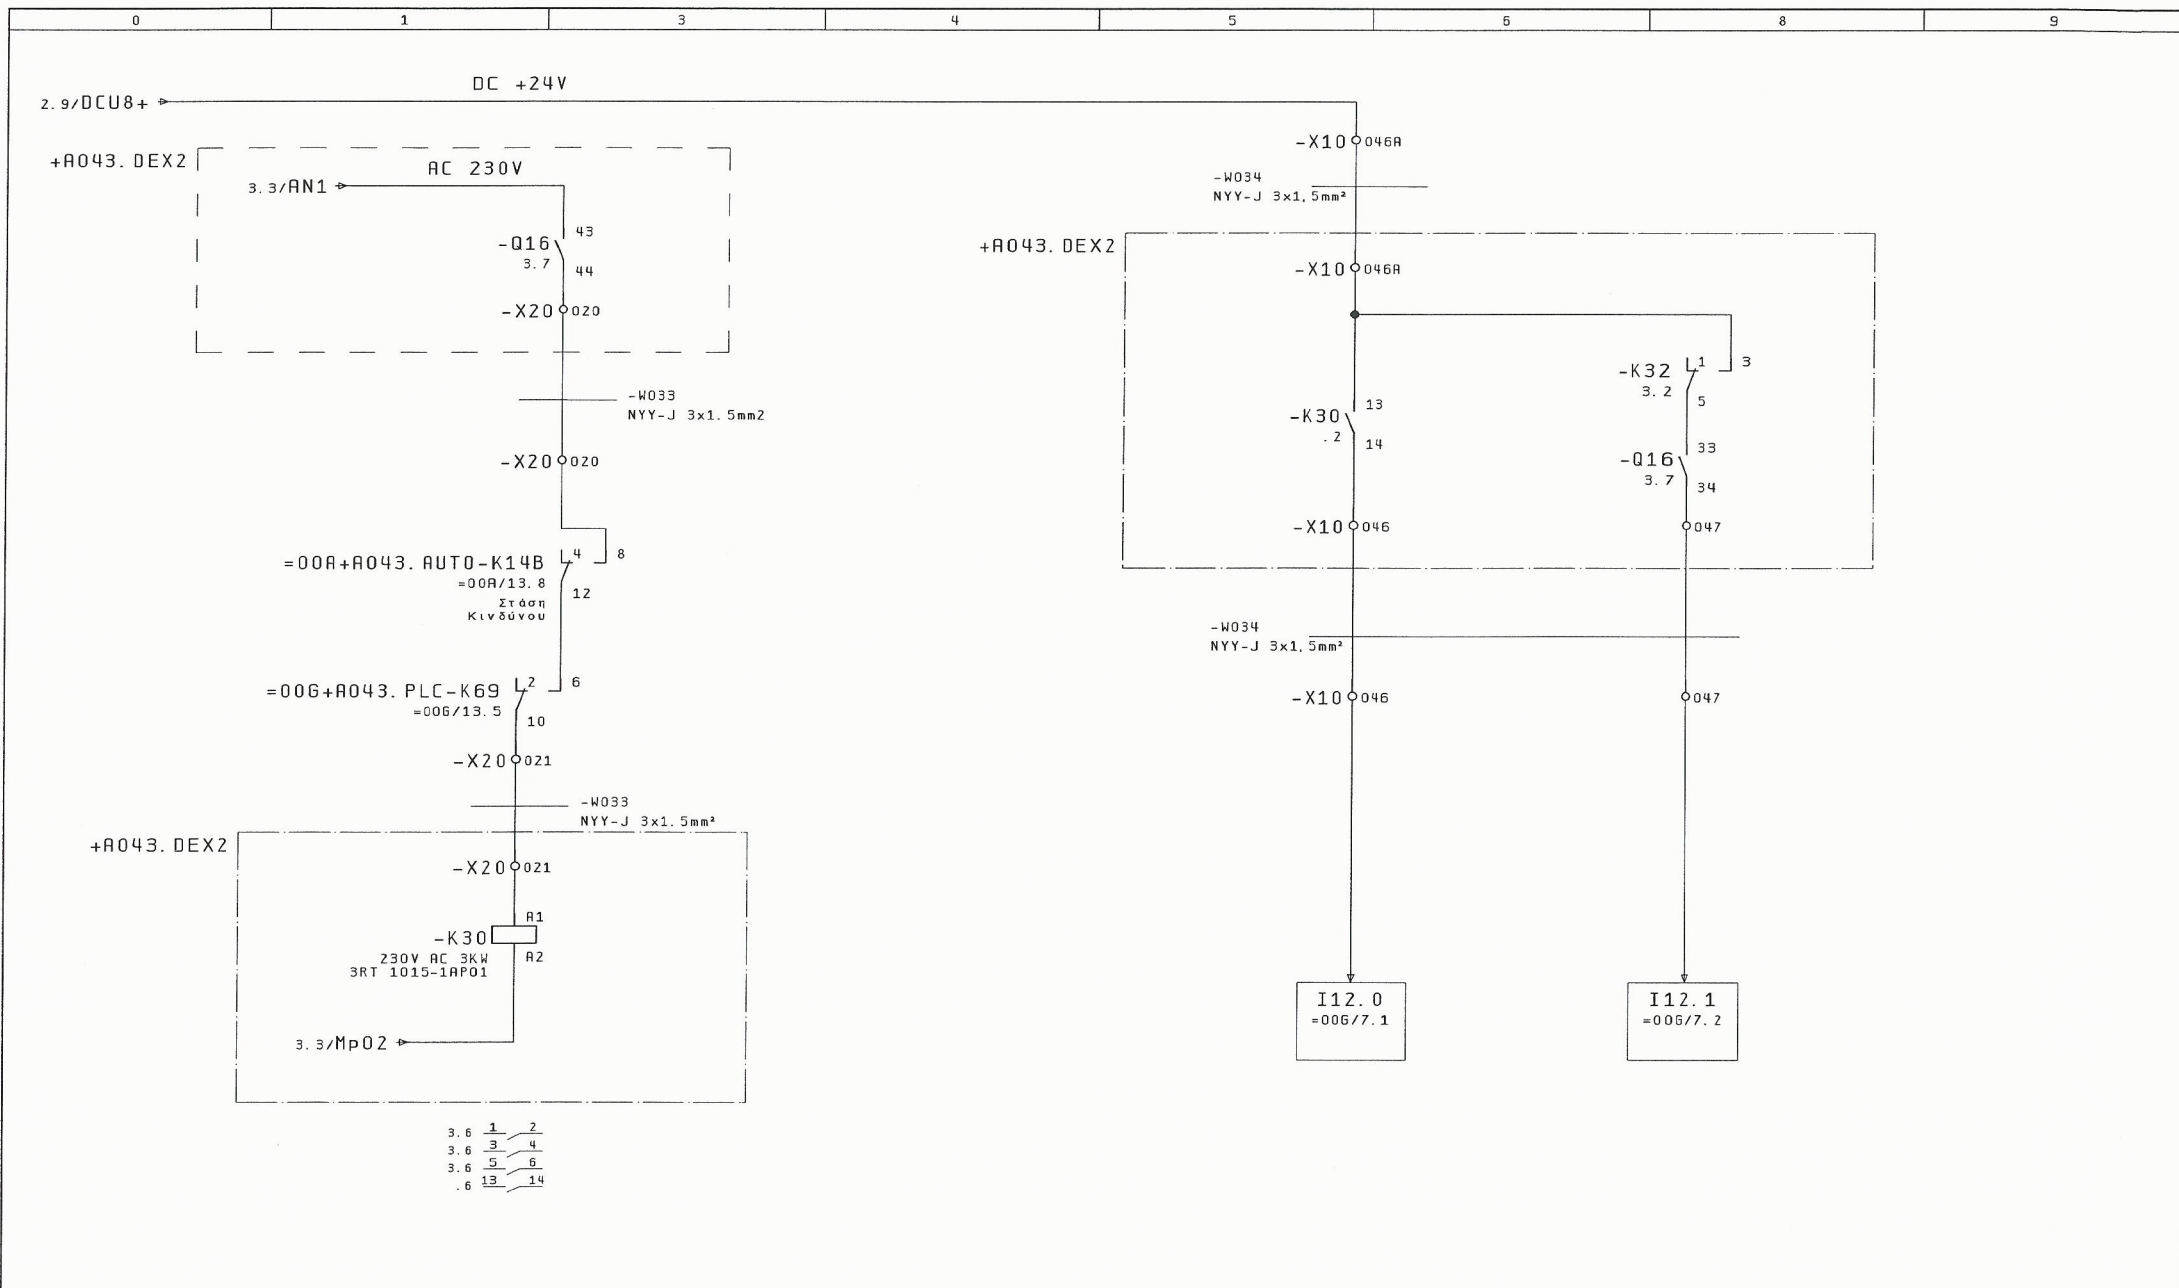 0 1 3 4 5 6 8 9
DC +24V
2.9/DCU8+
+A043.DEX2
AC 230V
3.3/AN1
-Q16
3.7
43
44
-X20 020
-W033
NYY-J 3x1.5mm2
-X20 020
=00A+A043.AUTO-K14B
=00A/13.8
Στάση
Κινδύνου
4 8
12
=00G+A043.PLC-K69
=00G/13.5
2 6
10
-X20 021
-W033
NYY-J 3x1.5mm²
+A043.DEX2
-X20 021
-K30
230V AC 3KW
3RT 1015-1AP01
A1
A2
3.3/Mp02
3.6 1 2
3.6 3 4
3.6 5 6
.6 13 14
-X10 046A
-W034
NYY-J 3x1,5mm²
+A043.DEX2
-X10 046A
-K30
.2
13
14
-K32
3.2
1 3
5
-Q16
3.7
33
34
-X10 046
047
-W034
NYY-J 3x1,5mm²
-X10 046
047
I12.0
=00G/7.1
I12.1
=00G/7.2